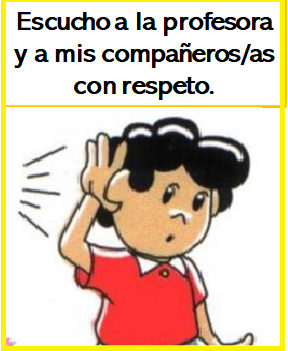 Escucho a la profesora
y a mis compañeros/as
con respeto.